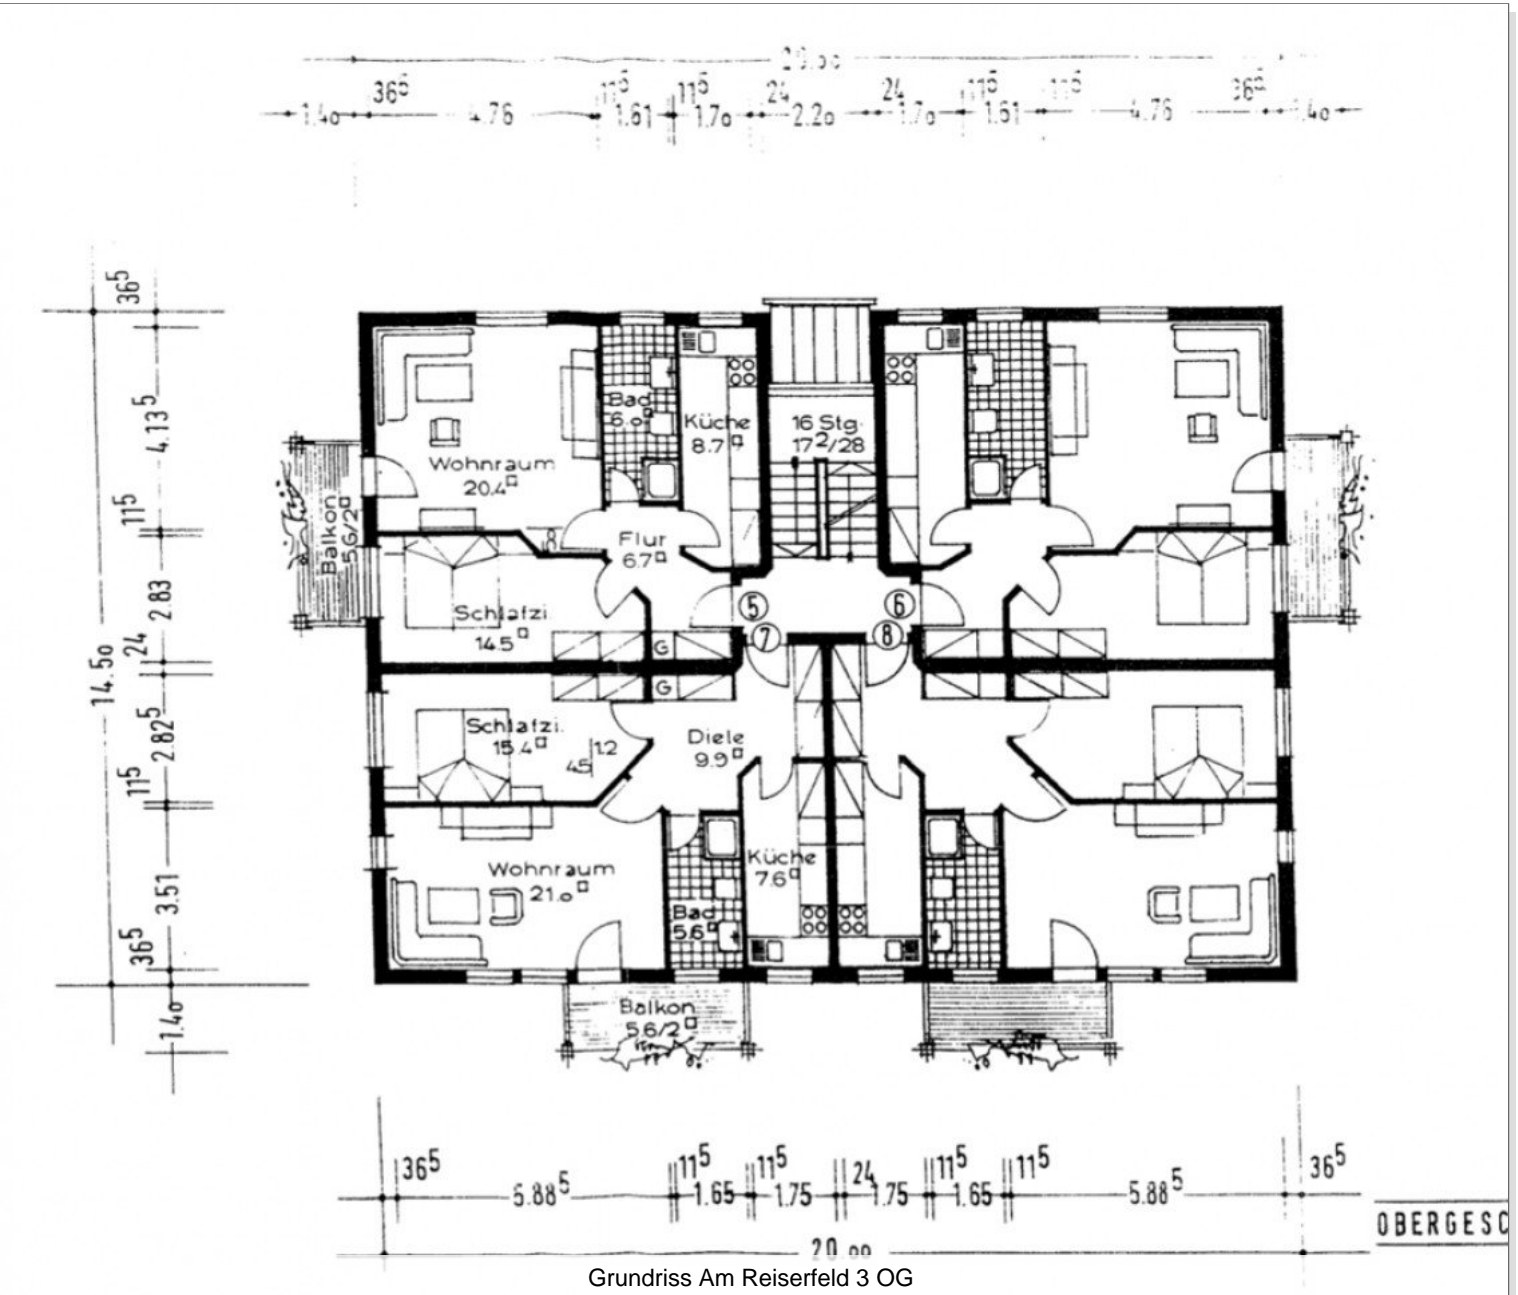 20.00
36⁵ 11⁵ 11⁵ 24 24 11⁵ 11⁵ 36⁵
1.40 4.76 1.61 1.70 2.20 1.70 1.61 4.76 1.40
36⁵
4.13⁵
11⁵
2.83
24
14.50
2.82⁵
11⁵
3.51
36⁵
1.40
Bad
6.0
Küche
8.7
16 Stg.
17²/28
Wohnraum
20.4
Balkon
5.6/2
Flur
6.7
8
Schlafzi.
14.5
G
5
6
7
8
G
Schlafzi.
15.4
45 1.2
Diele
9.9
Wohnraum
21.0
Küche
7.6
Bad
5.6
Balkon
5.6/2
36⁵ 11⁵ 11⁵ 24 11⁵ 11⁵ 36⁵
5.88⁵ 1.65 1.75 1.75 1.65 5.88⁵
OBERGESC
20.00
Grundriss Am Reiserfeld 3 OG